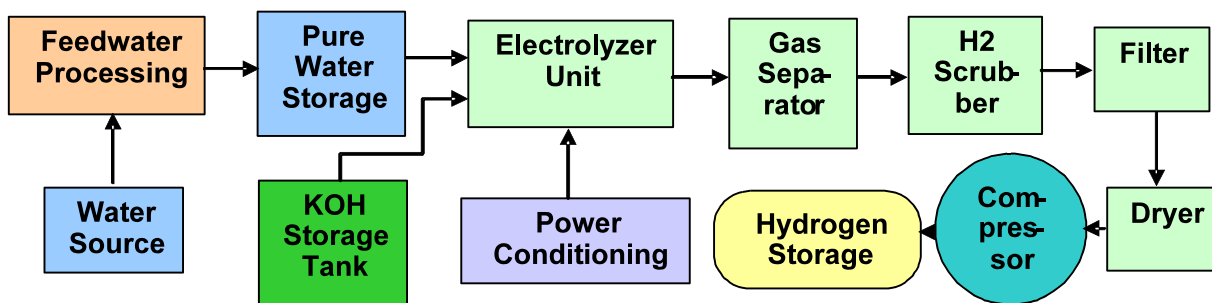 Feedwater
Processing
Pure
Water
Storage
Electrolyzer
Unit
Gas
Sepa-
rator
H2
Scrub-
ber
Filter
Water
Source
KOH
Storage
Tank
Power
Conditioning
Hydrogen
Storage
Com-
pres-
sor
Dryer